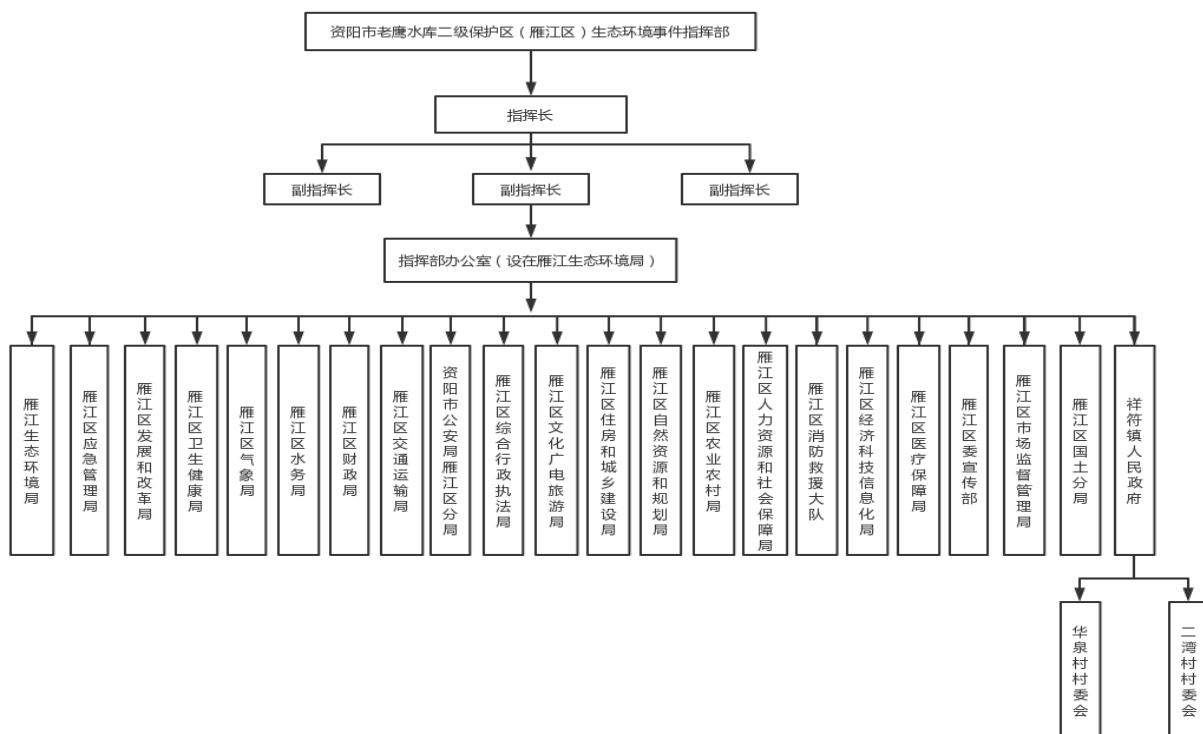 资阳市老鹰水库二级保护区（雁江区）生态环境事件指挥部
指挥长
副指挥长
副指挥长
副指挥长
指挥部办公室（设在雁江生态环境局）
雁江生态环境局
雁江区应急管理局
雁江区发展和改革局
雁江区卫生健康局
雁江区气象局
雁江区水务局
雁江区财政局
雁江区交通运输局
资阳市公安局雁江区分局
雁江区综合行政执法局
雁江区文化广电旅游局
雁江区住房和城乡建设局
雁江区自然资源和规划局
雁江区农业农村局
雁江区人力资源和社会保障局
雁江区消防救援大队
雁江区经济科技信息化局
雁江区医疗保障局
雁江区委宣传部
雁江区市场监督管理局
雁江区国土分局
祥符镇人民政府
华泉村村委会
二湾村村委会